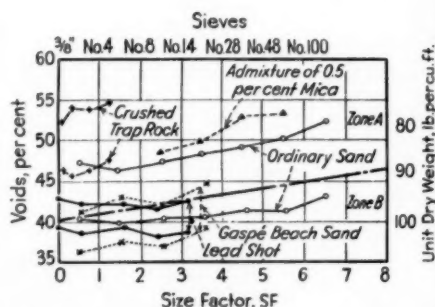 Sieves
3/8" No.4 No.8 No.14 No.28 No.48 No.100
Voids, per cent
60
55
50
45
40
35
Crushed
Trap Rock
Admixture of 0.5
per cent Mica
Zone A
Ordinary Sand
Zone B
Gaspé Beach Sand
Lead Shot
80
90
100
Unit Dry Weight, lb per cu. ft.
0 1 2 3 4 5 6 7 8
Size Factor, SF